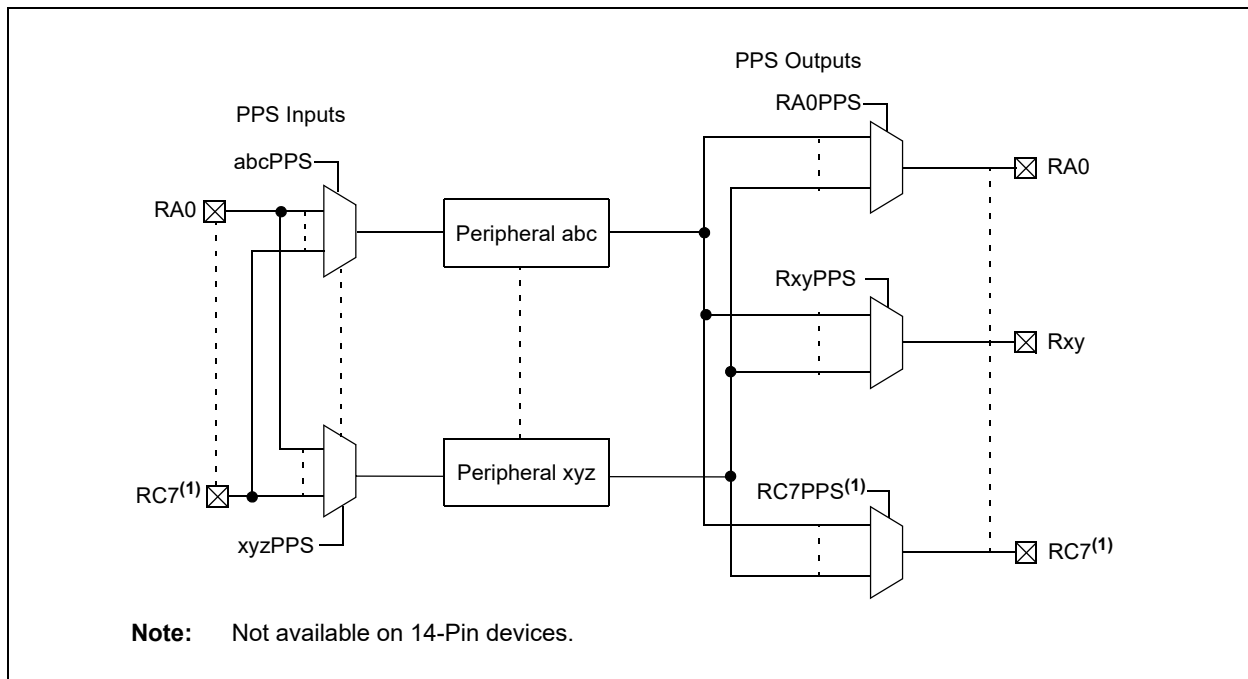 PPS Outputs
RA0PPS
PPS Inputs
abcPPS
RA0
RA0
Peripheral abc
RxyPPS
Rxy
Peripheral xyz
RC7(1)
RC7PPS(1)
xyzPPS
RC7(1)
Note: Not available on 14-Pin devices.